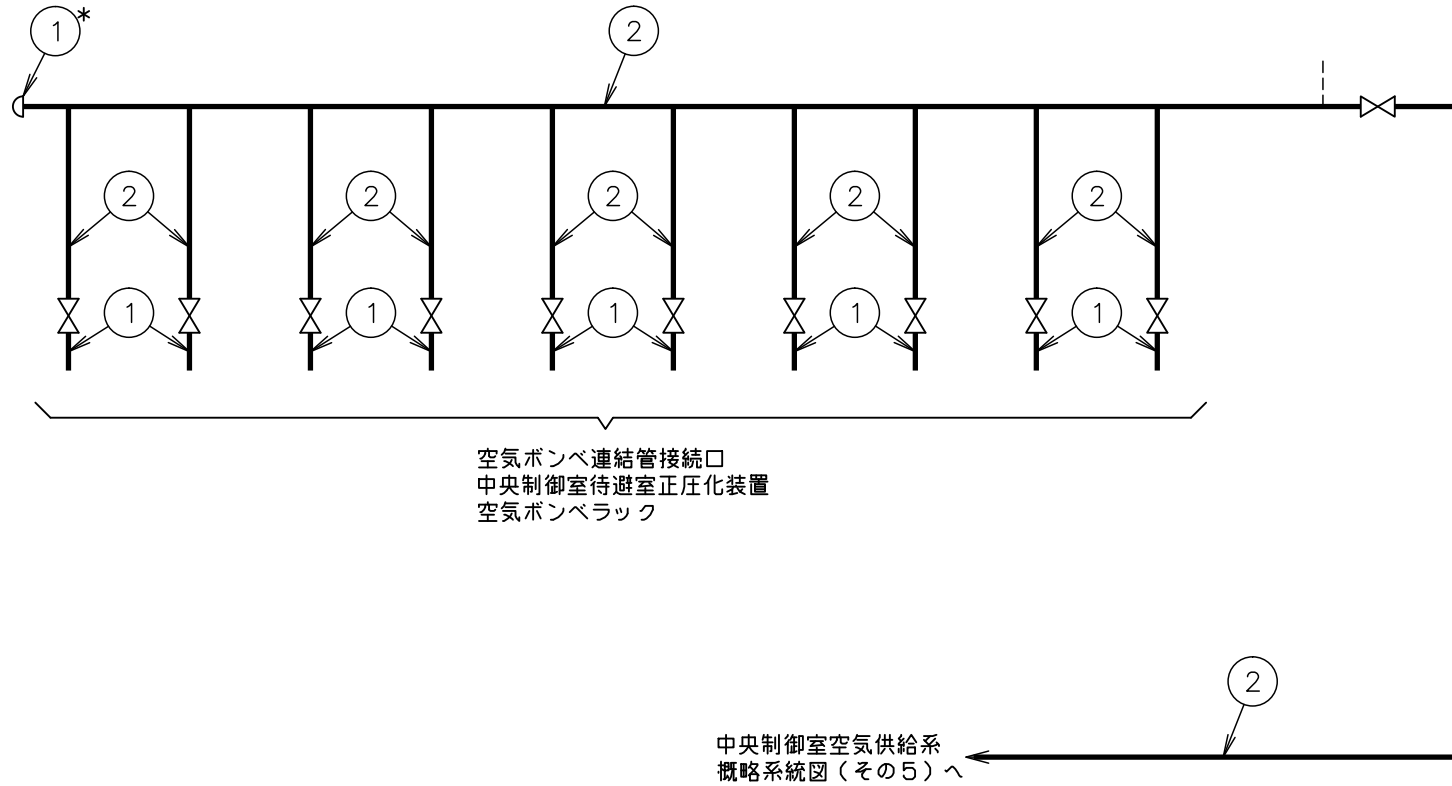 1* 2
2 2 2 2 2
1 1 1 1 1
空気ボンベ連結管接続口
中央制御室待避室正圧化装置
空気ボンベラック
2
中央制御室空気供給系
概略系統図(その5)へ